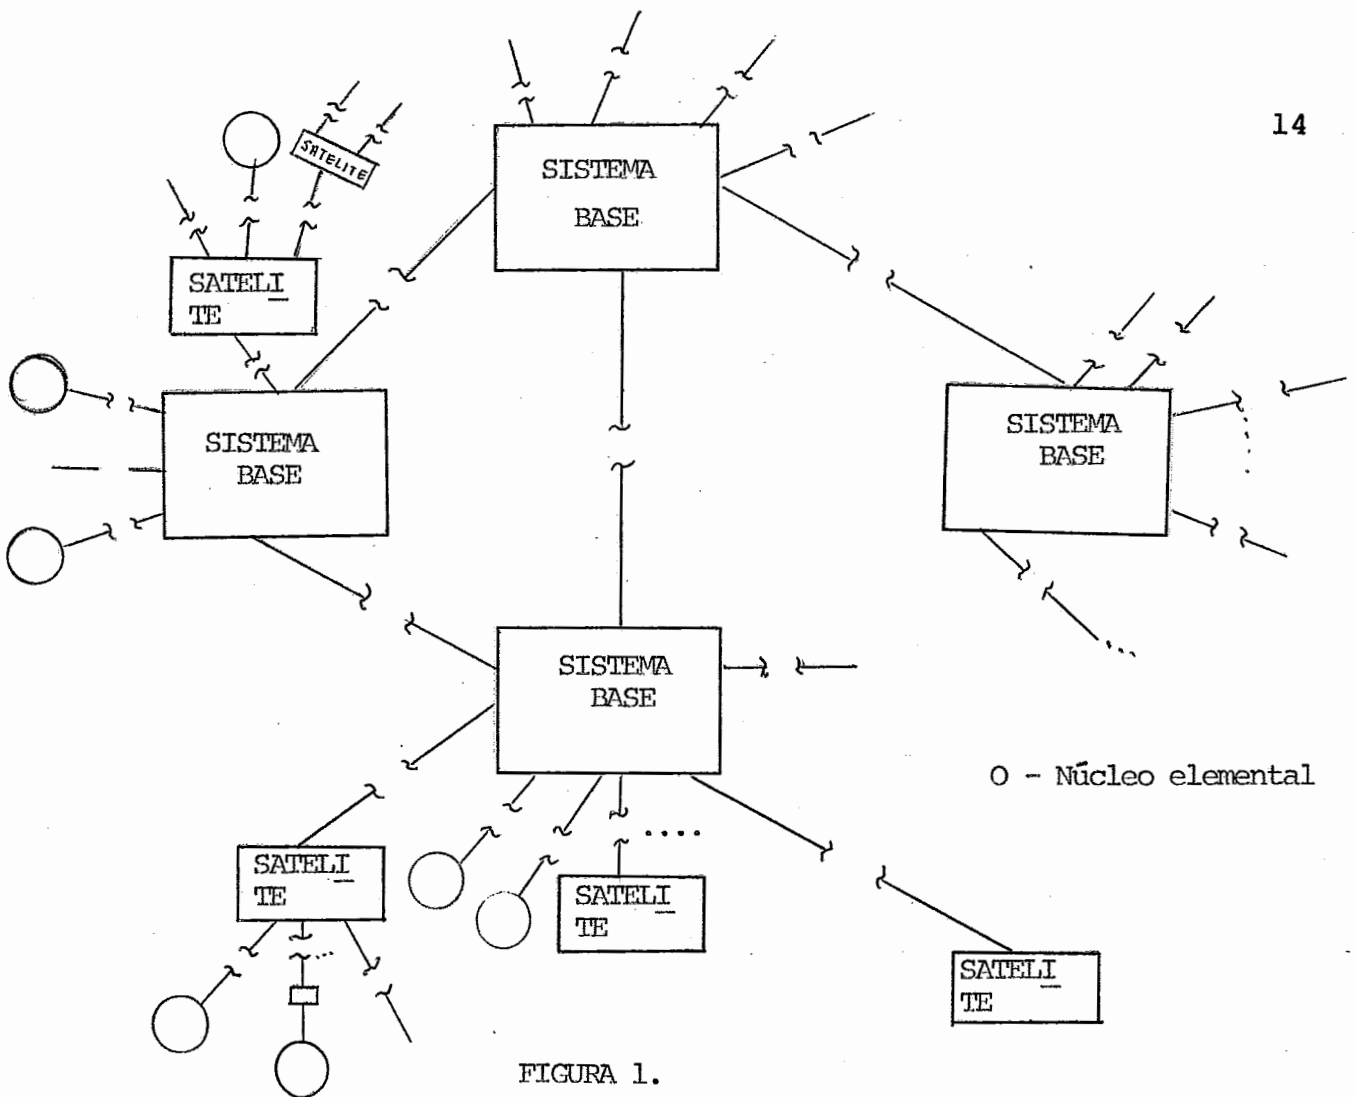 14
SISTEMA
BASE
SATELITE
SATELI
TE
SISTEMA
BASE
SISTEMA
BASE
SISTEMA
BASE
O - Núcleo elemental
SATELI
TE
SATELI
TE
SATELI
TE
FIGURA 1.